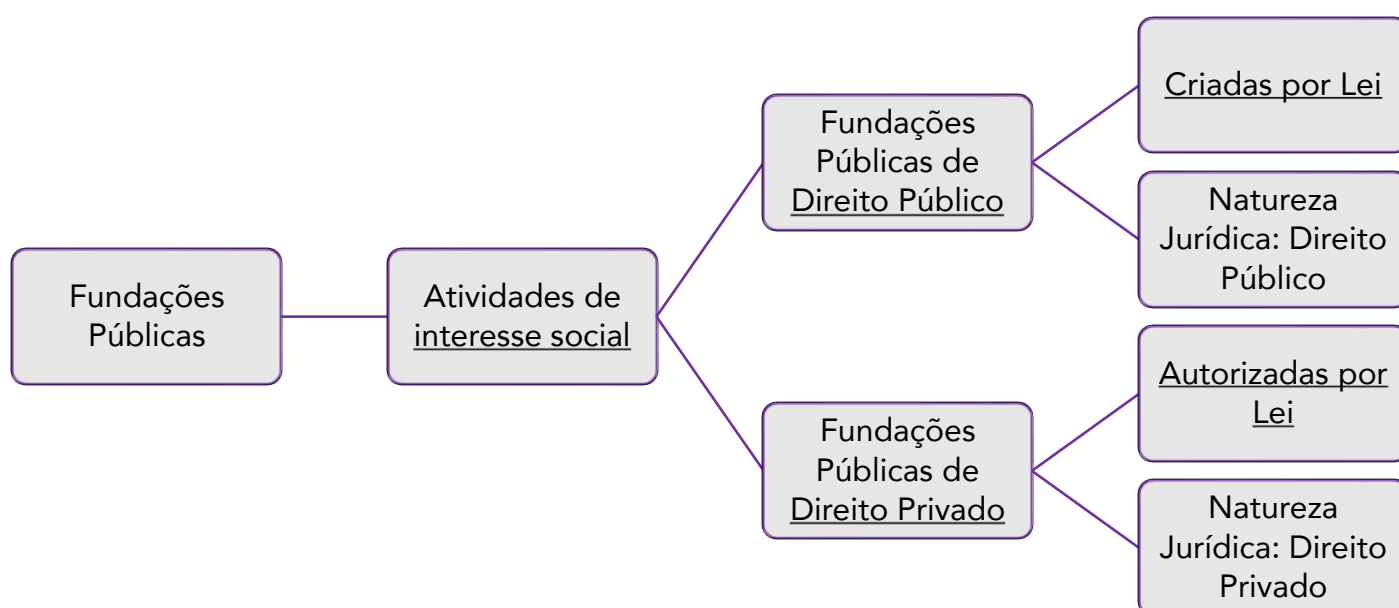 Fundações
Públicas
Atividades de
interesse social
Fundações
Públicas de
Direito Público
Criadas por Lei
Natureza
Jurídica: Direito
Público
Fundações
Públicas de
Direito Privado
Autorizadas por
Lei
Natureza
Jurídica: Direito
Privado